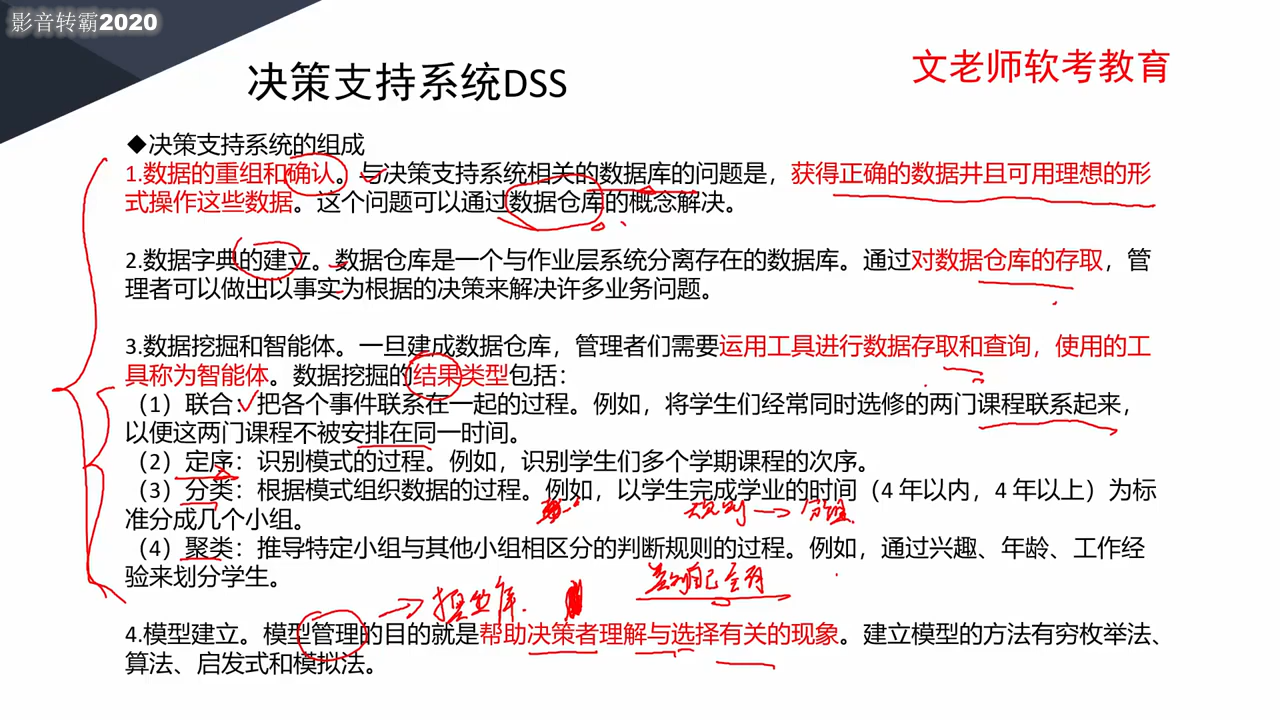 影音转霸2020
决策支持系统DSS
文老师软考教育
◆决策支持系统的组成
1.数据的重组和确认。与决策支持系统相关的数据库的问题是，获得正确的数据并且可用理想的形
式操作这些数据。这个问题可以通过数据仓库的概念解决。
2.数据字典的建立。数据仓库是一个与作业层系统分离存在的数据库。通过对数据仓库的存取，管
理者可以做出以事实为根据的决策来解决许多业务问题。
3.数据挖掘和智能体。一旦建成数据仓库，管理者们需要运用工具进行数据存取和查询，使用的工
具称为智能体。数据挖掘的结果类型包括：
（1）联合：把各个事件联系在一起的过程。例如，将学生们经常同时选修的两门课程联系起来，
以便这两门课程不被安排在同一时间。
（2）定序：识别模式的过程。例如，识别学生们多个学期课程的次序。
（3）分类：根据模式组织数据的过程。例如，以学生完成学业的时间（4 年以内，4 年以上）为标
准分成几个小组。
规则→分组
（4）聚类：推导特定小组与其他小组相区分的判断规则的过程。例如，通过兴趣、年龄、工作经
验来划分学生。
4.模型建立。模型管理的目的就是帮助决策者理解与选择有关的现象。建立模型的方法有穷枚举法、
算法、启发式和模拟法。